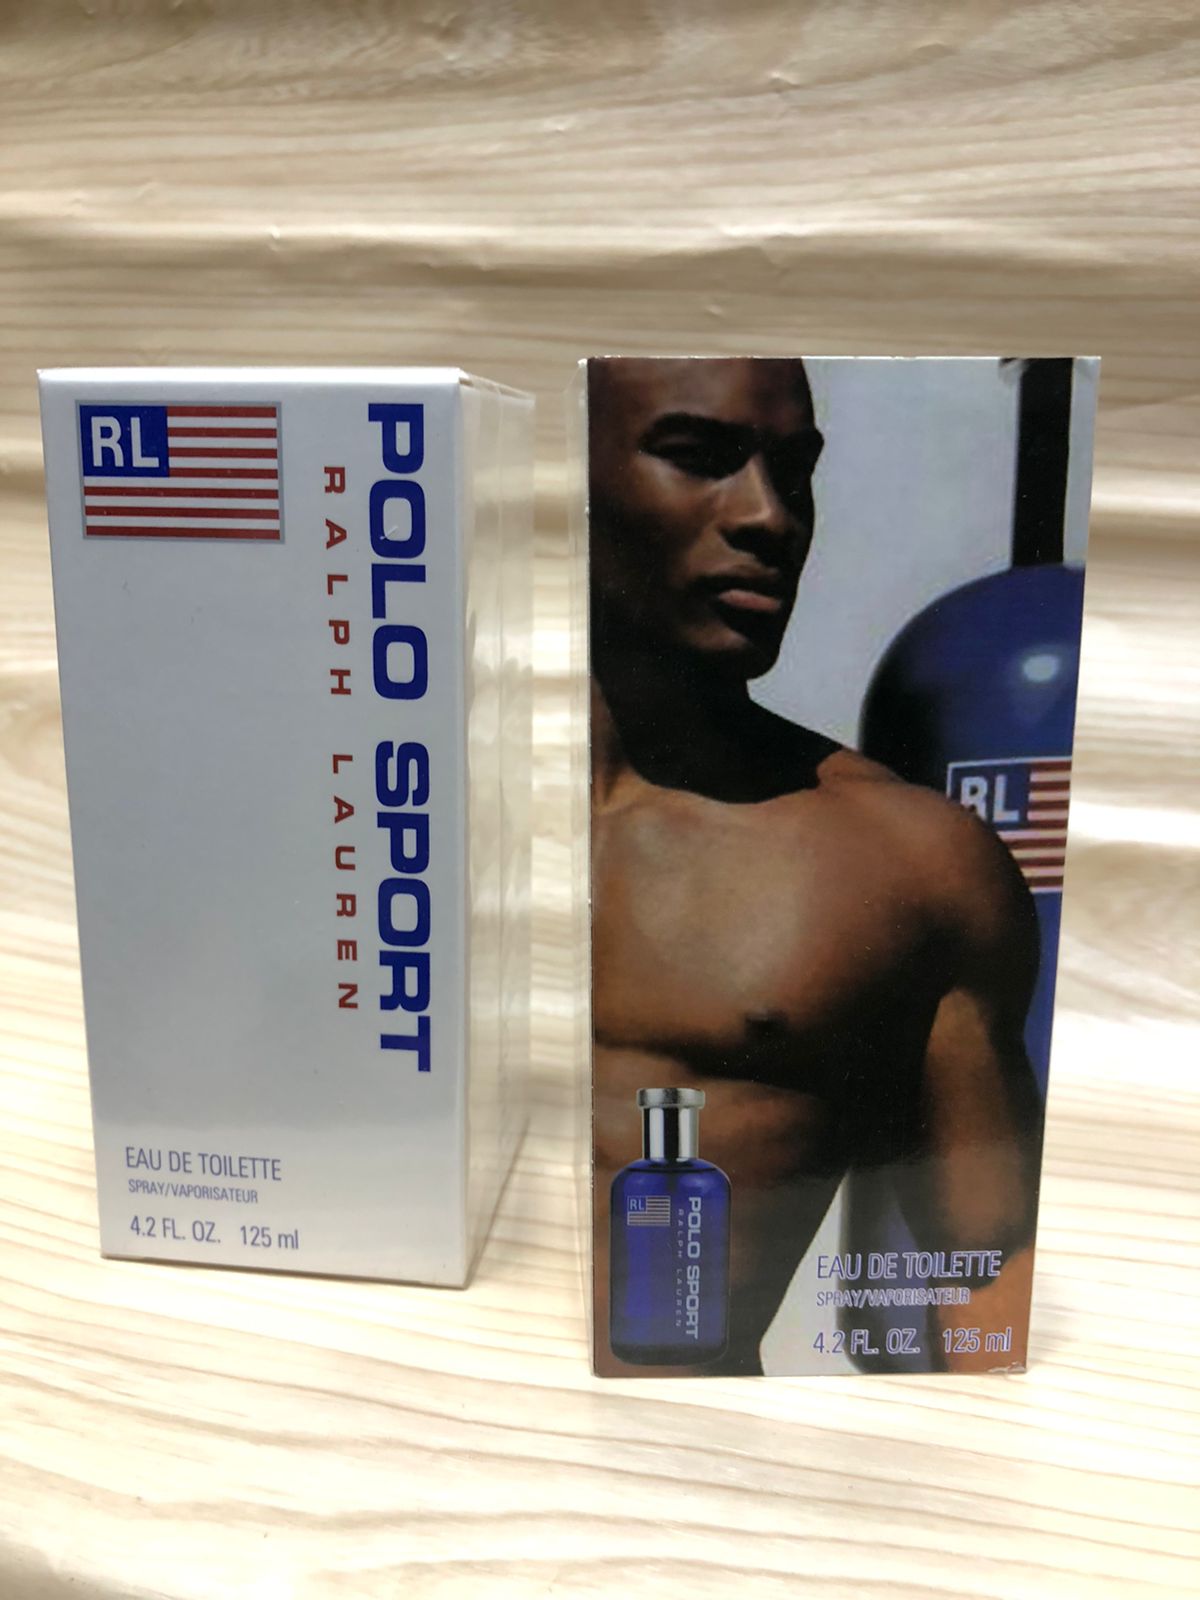 RL
POLO SPORT
RALPH LAUREN
EAU DE TOILETTE
SPRAY/VAPORISATEUR
4.2 FL. OZ. 125 ml
RL
RL
POLO SPORT
RALPH LAUREN
EAU DE TOILETTE
SPRAY/VAPORISATEUR
4.2 FL. OZ. 125 ml